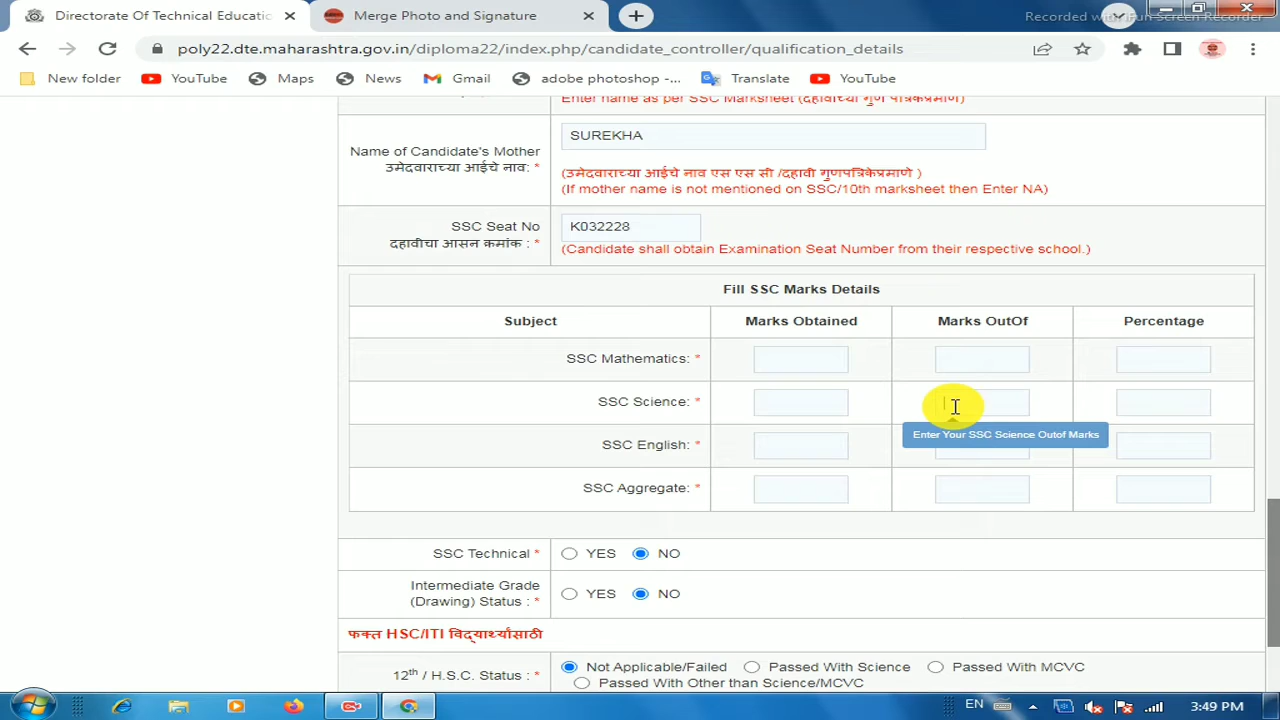 Directorate Of Technical Educatio
Merge Photo and Signature
Recorded with iFun Screen Recorder
poly22.dte.maharashtra.gov.in/diploma22/index.php/candidate_controller/qualification_details
New folder YouTube Maps News Gmail adobe photoshop -... Translate YouTube
Enter name as per SSC Marksheet (दहावीच्या गुण पत्रिकेप्रमाणे)
Name of Candidate's Mother
उमेदवाराच्या आईचे नाव: *
SUREKHA
(उमेदवाराच्या आईचे नाव एस एस सी /दहावी गुणपत्रिकेप्रमाणे )
(If mother name is not mentioned on SSC/10th marksheet then Enter NA)
SSC Seat No
दहावीचा आसन क्रमांक : *
K032228
(Candidate shall obtain Examination Seat Number from their respective school.)
Fill SSC Marks Details
Subject Marks Obtained Marks OutOf Percentage
SSC Mathematics: *
SSC Science: *
Enter Your SSC Science Outof Marks
SSC English: *
SSC Aggregate: *
SSC Technical * YES NO
Intermediate Grade
(Drawing) Status : * YES NO
फक्त HSC/ITI विद्यार्थ्यांसाठी
12th / H.S.C. Status : * Not Applicable/Failed Passed With Science Passed With MCVC
Passed With Other than Science/MCVC
EN 3:49 PM